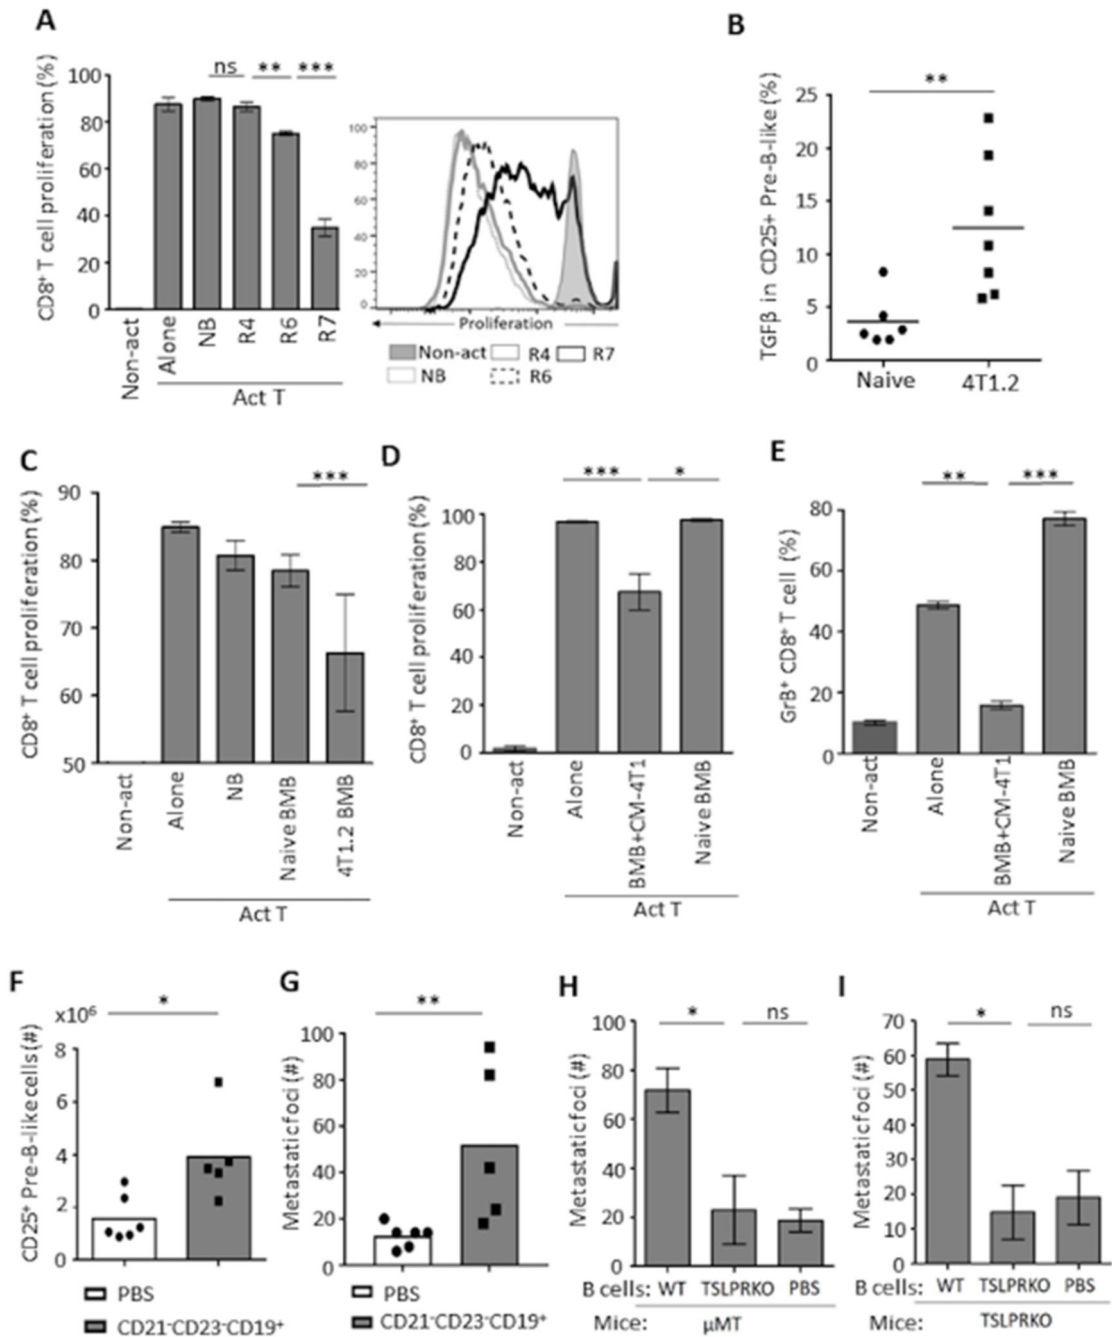 A
CD8⁺ T cell proliferation (%)
100
80
60
40
20
0
ns ** ***
Non-act
Alone
NB
R4
R6
R7
Act T
100
80
60
40
20
0
Proliferation
Non-act R4 R7
NB R6
B
TGFβ in CD25+ Pre-B-like (%)
**
25
20
15
10
5
0
Naive 4T1.2
C
CD8⁺ T cell proliferation (%)
***
90
80
70
60
50
Non-act
Alone
NB
Naive BMB
4T1.2 BMB
Act T
D
CD8⁺ T cell proliferation (%)
*** *
100
80
60
40
20
0
Non-act
Alone
BMB+CM-4T1
Naive BMB
Act T
E
GrB⁺ CD8⁺ T cell (%)
** ***
80
60
40
20
0
Non-act
Alone
BMB+CM-4T1
Naive BMB
Act T
F
CD25⁺ Pre-B-like cells (#)
x10⁶
*
8
6
4
2
0
PBS
CD21⁻CD23⁻CD19⁺
G
Metastatic foci (#)
**
100
80
60
40
20
0
PBS
CD21⁻CD23⁻CD19⁺
H
Metastatic foci (#)
* ns
100
80
60
40
20
0
B cells: WT TSLPRKO PBS
Mice: μMT
I
Metastatic foci (#)
* ns
70
60
50
40
30
20
10
0
B cells: WT TSLPRKO PBS
Mice: TSLPRKO